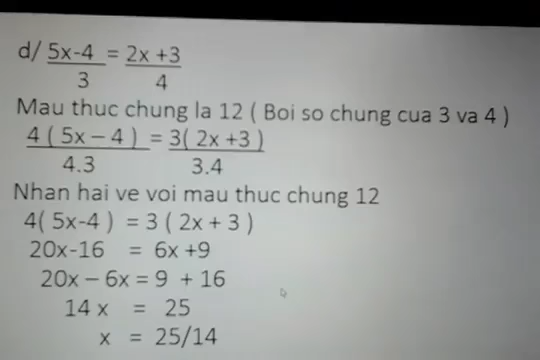 d/ 5x-4 = 2x +3
3 4
Mau thuc chung la 12 ( Boi so chung cua 3 va 4 )
4 ( 5x – 4 ) = 3( 2x +3 )
4.3 3.4
Nhan hai ve voi mau thuc chung 12
4( 5x-4 ) = 3 ( 2x + 3 )
20x-16 = 6x +9
20x – 6x = 9 + 16
14 x = 25
x = 25/14